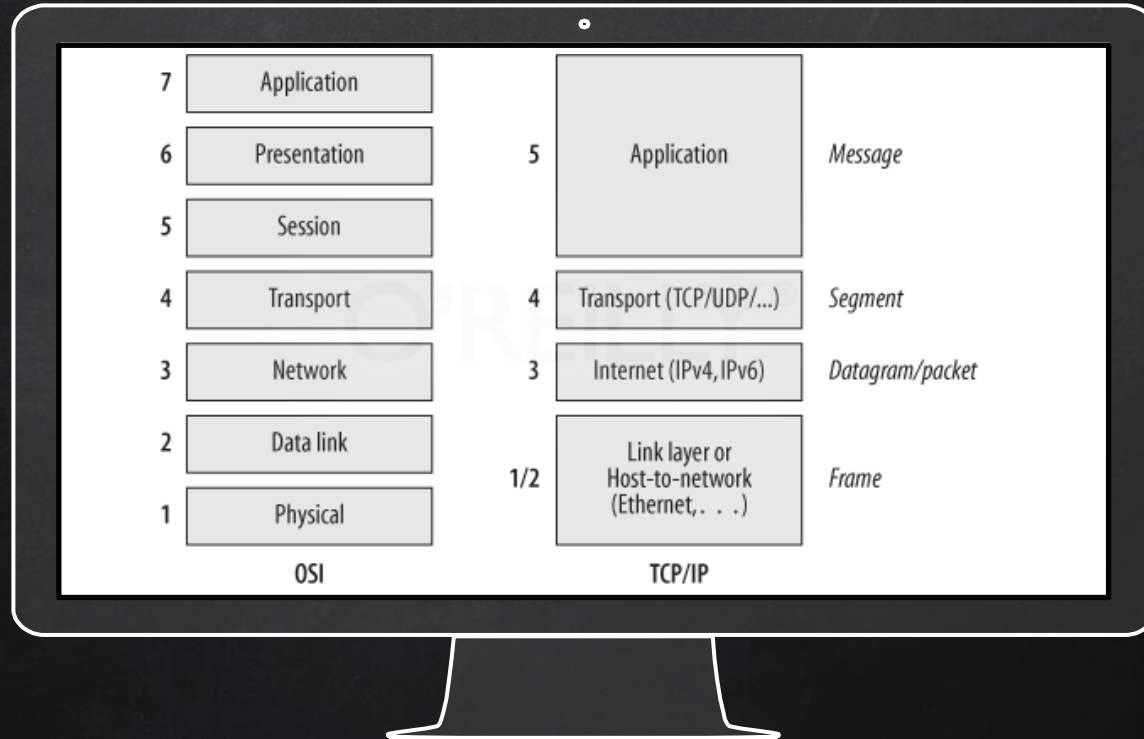 7 Application
6 Presentation
5 Session
4 Transport
3 Network
2 Data link
1 Physical
OSI
5 Application Message
4 Transport (TCP/UDP/...) Segment
3 Internet (IPv4, IPv6) Datagram/packet
1/2 Link layer or
Host-to-network
(Ethernet,. . .) Frame
TCP/IP
O'REILLY®